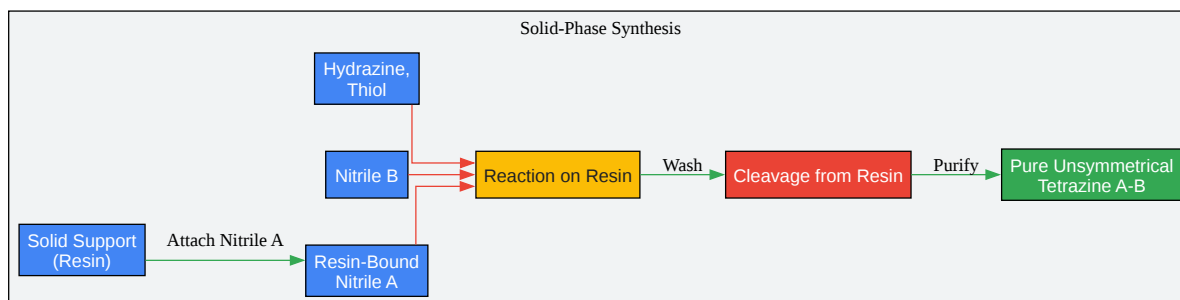 Solid-Phase Synthesis
Hydrazine,
Thiol
Nitrile B
Reaction on Resin
Wash
Cleavage from Resin
Purify
Pure Unsymmetrical
Tetrazine A-B
Solid Support
(Resin)
Attach Nitrile A
Resin-Bound
Nitrile A